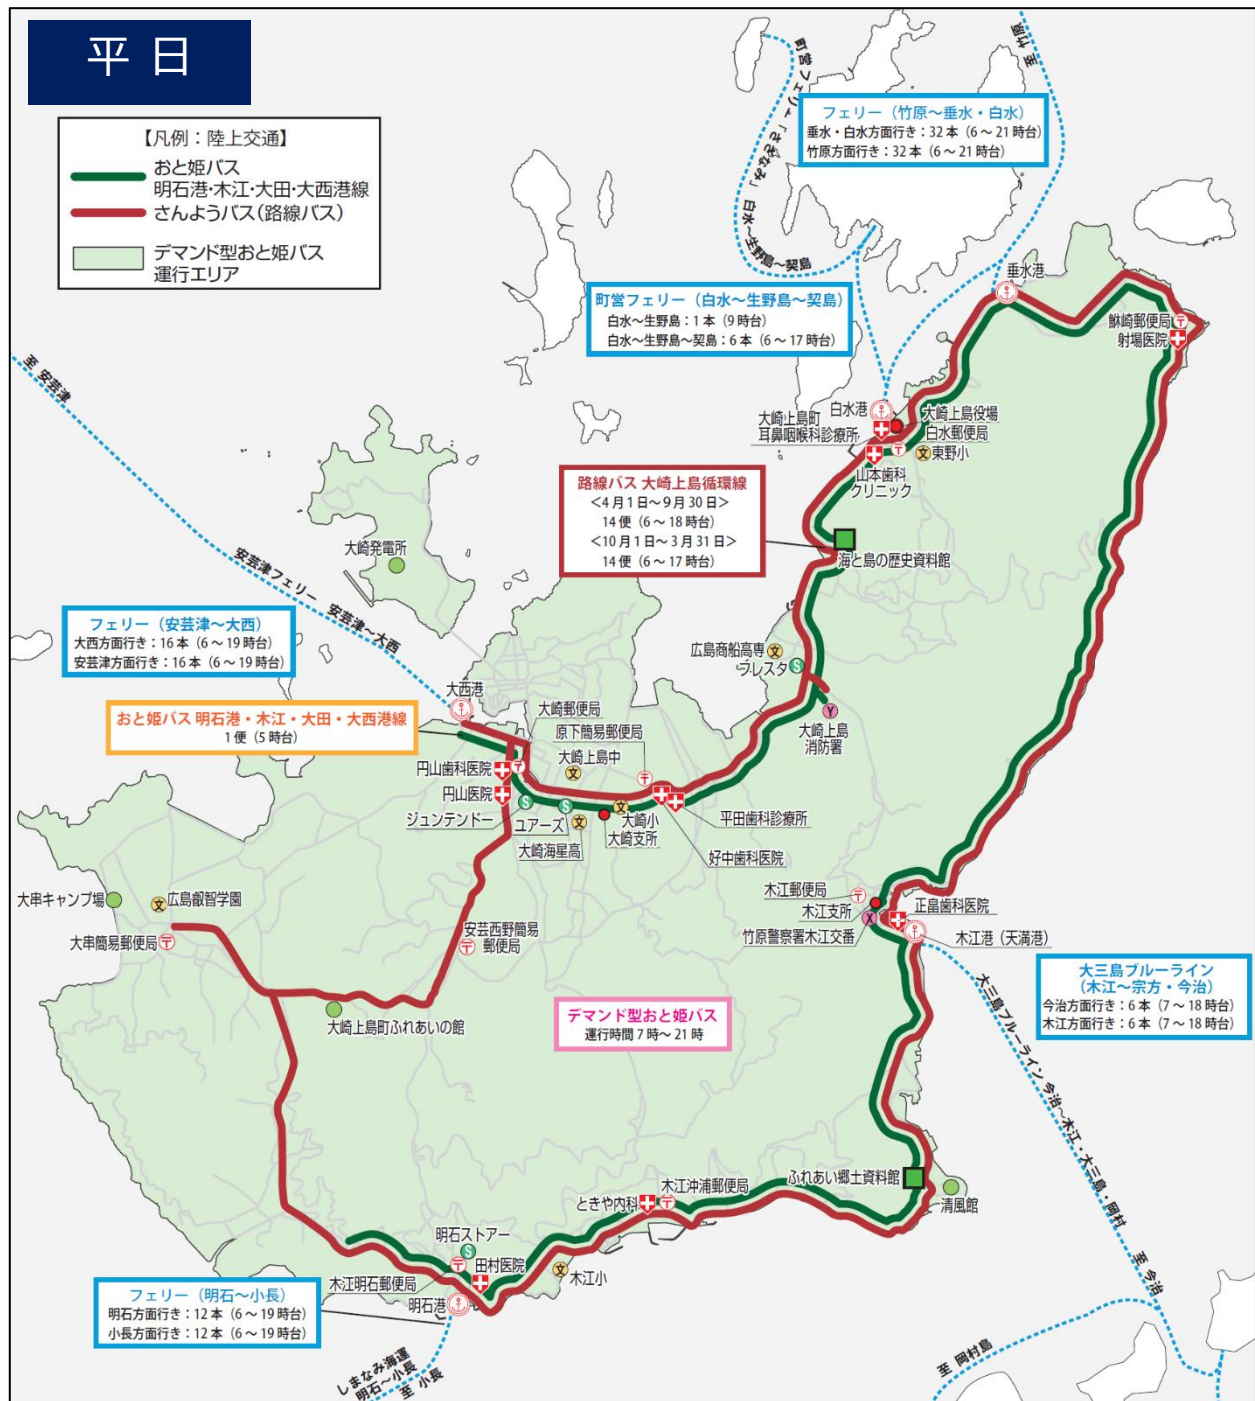 平日
【凡例：陸上交通】
おと姫バス
明石港・木江・大田・大西港線
さんようバス（路線バス）
デマンド型おと姫バス
運行エリア
町営フェリー「さざなみ」 白水～生野島～契島
至 竹原
フェリー（竹原～垂水・白水）
垂水・白水方面行き：32本（6～21時台）
竹原方面行き：32本（6～21時台）
町営フェリー（白水～生野島～契島）
白水～生野島：1本（9時台）
白水～生野島～契島：6本（6～17時台）
垂水港
鮴崎郵便局
射場医院
至 安芸津
白水港
大崎上島町
耳鼻咽喉科診療所
大崎上島役場
白水郵便局
東野小
山本歯科
クリニック
路線バス 大崎上島循環線
＜4月1日～9月30日＞
14便（6～18時台）
＜10月1日～3月31日＞
14便（6～17時台）
海と島の歴史資料館
大崎発電所
安芸津フェリー 安芸津～大西
フェリー（安芸津～大西）
大西方面行き：16本（6～19時台）
安芸津方面行き：16本（6～19時台）
広島商船高専
ブレスタ
大崎上島
消防署
大西港
おと姫バス 明石港・木江・大田・大西港線
1便（5時台）
大崎郵便局
原下簡易郵便局
大崎上島中
円山歯科医院
円山医院
ジュンテンドー
ユアーズ
大崎海星高
大崎小
大崎支所
平田歯科診療所
好中歯科医院
大串キャンプ場
広島叡智学園
大串簡易郵便局
安芸西野簡易
郵便局
木江郵便局
木江支所
竹原警察署木江交番
正畠歯科医院
木江港（天満港）
大崎上島町ふれあいの館
デマンド型おと姫バス
運行時間7時～21時
大三島ブルーライン
（木江～宗方・今治）
今治方面行き：6本（7～18時台）
木江方面行き：6本（7～18時台）
大三島ブルーライン 今治～木江・大三島・岡村
至 今治
ふれあい郷土資料館
清風館
木江沖浦郵便局
ときや内科
明石ストアー
田村医院
木江小
木江明石郵便局
明石港
フェリー（明石～小長）
明石方面行き：12本（6～19時台）
小長方面行き：12本（6～19時台）
しまなみ海運
明石～小長
至 小長
至 岡村島